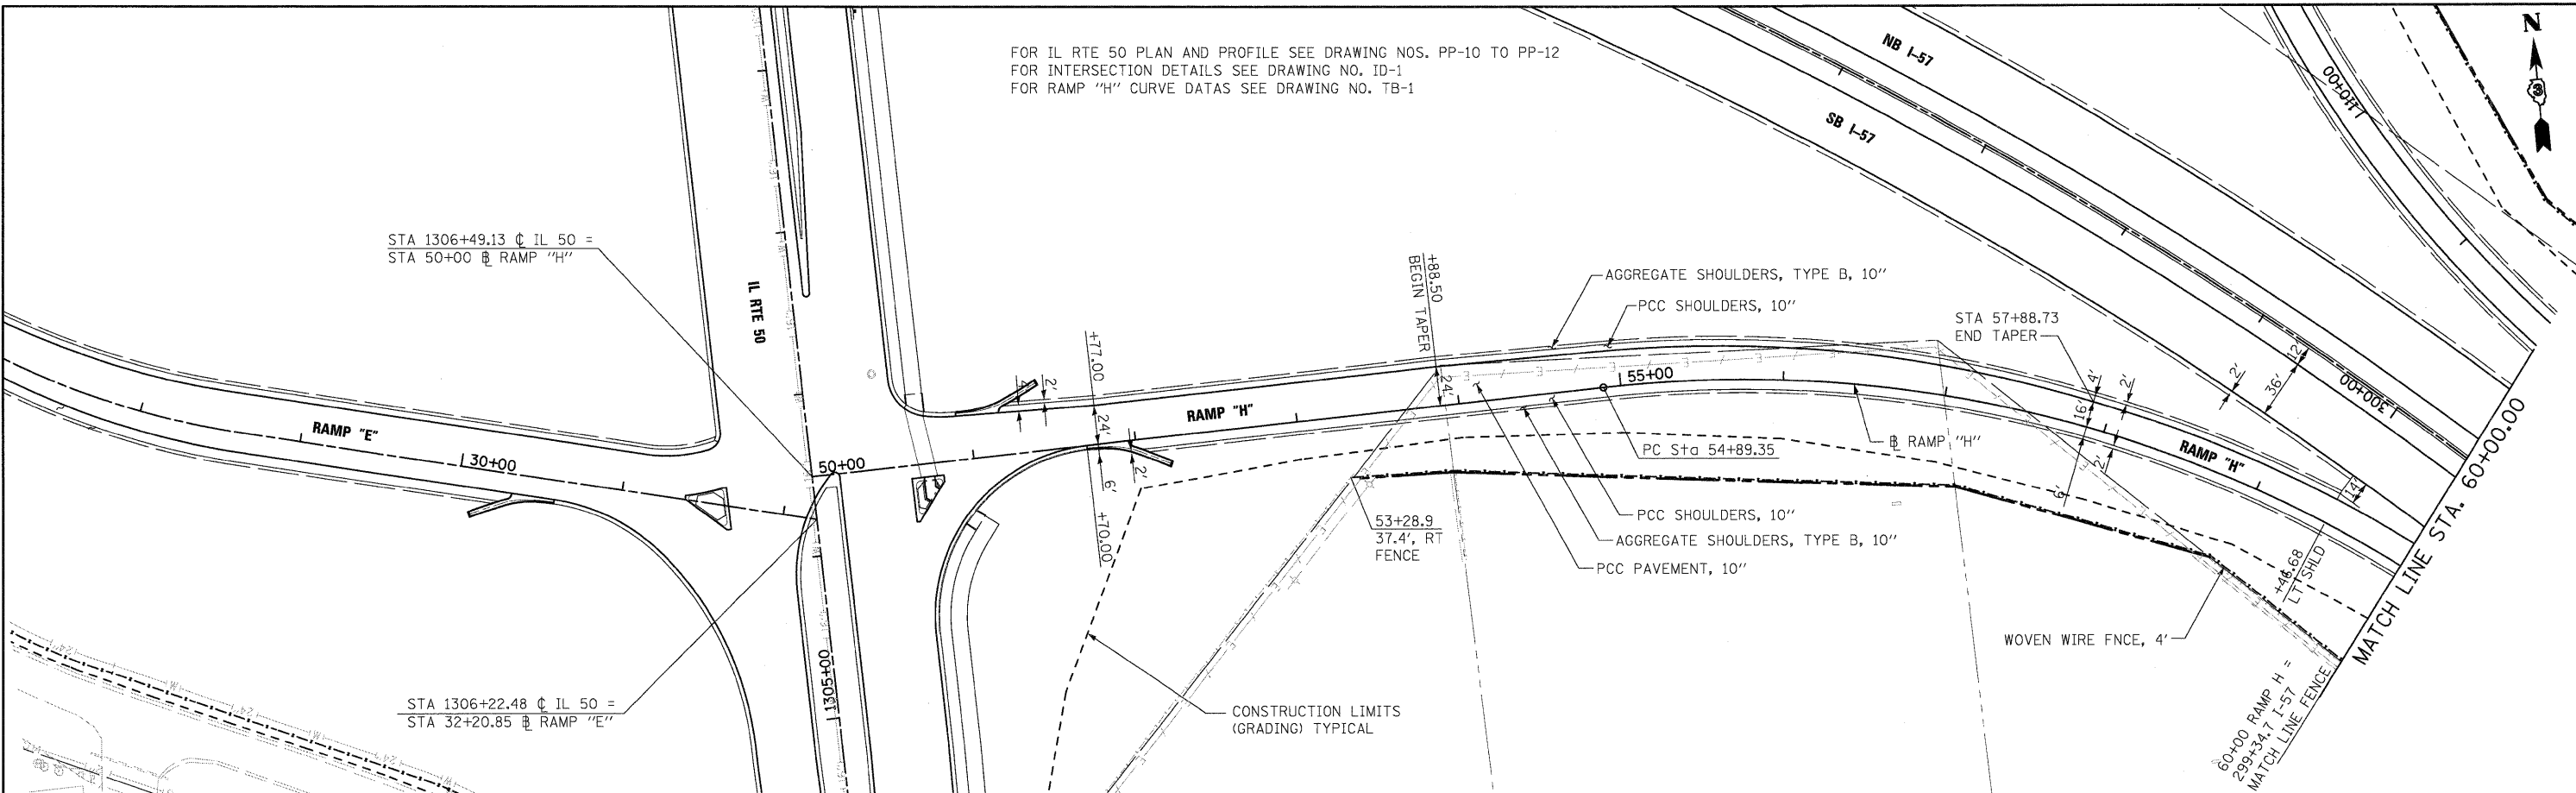 FOR IL RTE 50 PLAN AND PROFILE SEE DRAWING NOS. PP-10 TO PP-12
FOR INTERSECTION DETAILS SEE DRAWING NO. ID-1
FOR RAMP "H" CURVE DATAS SEE DRAWING NO. TB-1
N
3
NB I-57
SB I-57
110+00
STA 1306+49.13 ℄ IL 50 =
STA 50+00 B RAMP "H"
IL RTE 50
+88.50
BEGIN TAPER
AGGREGATE SHOULDERS, TYPE B, 10"
PCC SHOULDERS, 10"
STA 57+88.73
END TAPER
+77.00
2'
24'
24'
55+00
4'
2'
16'
2'
36'
12'
300+00
RAMP "E"
30+00
50+00
RAMP "H"
PC Sta 54+89.35
B RAMP "H"
RAMP "H"
2'
6'
14'
2'
6'
+70.00
53+28.9
37.4', RT
FENCE
PCC SHOULDERS, 10"
AGGREGATE SHOULDERS, TYPE B, 10"
PCC PAVEMENT, 10"
LT SHLD
MATCH LINE STA. 60+00.00
WOVEN WIRE FNCE, 4'
STA 1306+22.48 ℄ IL 50 =
STA 32+20.85 B RAMP "E"
1305+00
CONSTRUCTION LIMITS
(GRADING) TYPICAL
60+00 RAMP H =
299+34.7 I-57
MATCH LINE FENCE